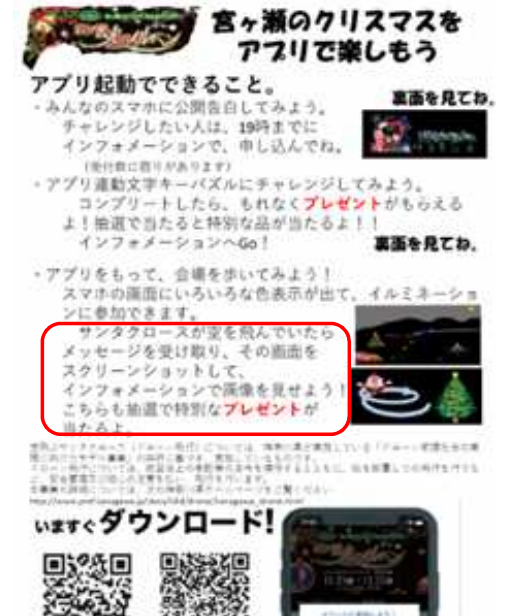 宮ヶ瀬のクリスマスを
アプリで楽しもう
アプリ起動でできること。
裏面を見てね。
・みんなのスマホに公開告白してみよう。
チャレンジしたい人は、19時までに
インフォメーションで、申し込んでね。
(受付数に限りがあります)
・アプリ連動文字キーパズルにチャレンジしてみよう。
コンプリートしたら、もれなくプレゼントがもらえる
よ!抽選で当たると特別な品が当たるよ!!
インフォメーションへGo!
裏面を見てね。
・アプリをもって、会場を歩いてみよう!
スマホの画面にいろいろな色表示が出て、イルミネーショ
ンに参加できます。
サンタクロースが空を飛んでいたら
メッセージを受け取り、その画面を
スクリーンショットして、
インフォメーションで画像を見せよう!
こちらも抽選で特別なプレゼントが
当たるよ。
いますぐダウンロード!